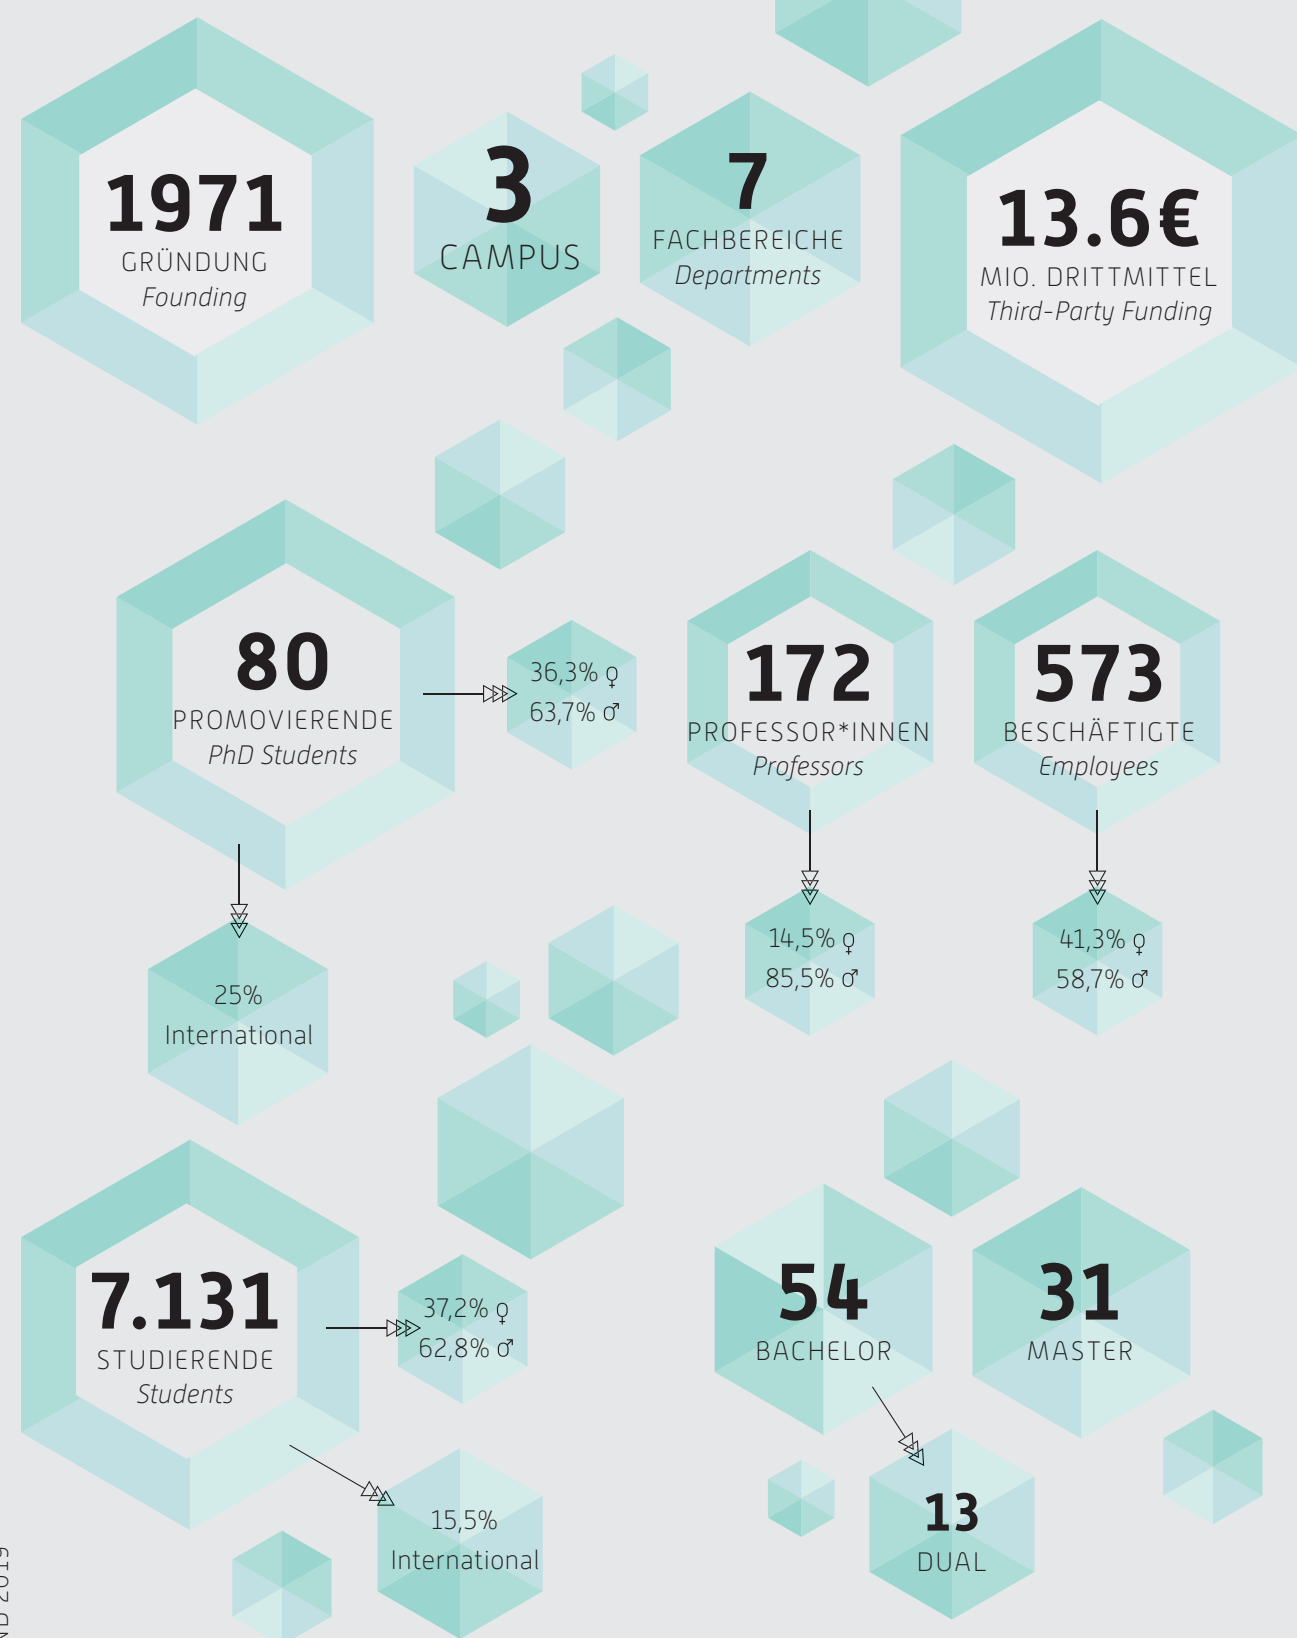 1971
GRÜNDUNG
Founding
3
CAMPUS
7
FACHBEREICHE
Departments
13.6€
MIO. DRITTMITTEL
Third-Party Funding
80
PROMOVIERENDE
PhD Students
36,3% ♀
63,7% ♂
25%
International
172
PROFESSOR*INNEN
Professors
14,5% ♀
85,5% ♂
573
BESCHÄFTIGTE
Employees
41,3% ♀
58,7% ♂
7.131
STUDIERENDE
Students
37,2% ♀
62,8% ♂
15,5%
International
54
BACHELOR
31
MASTER
13
DUAL
2019